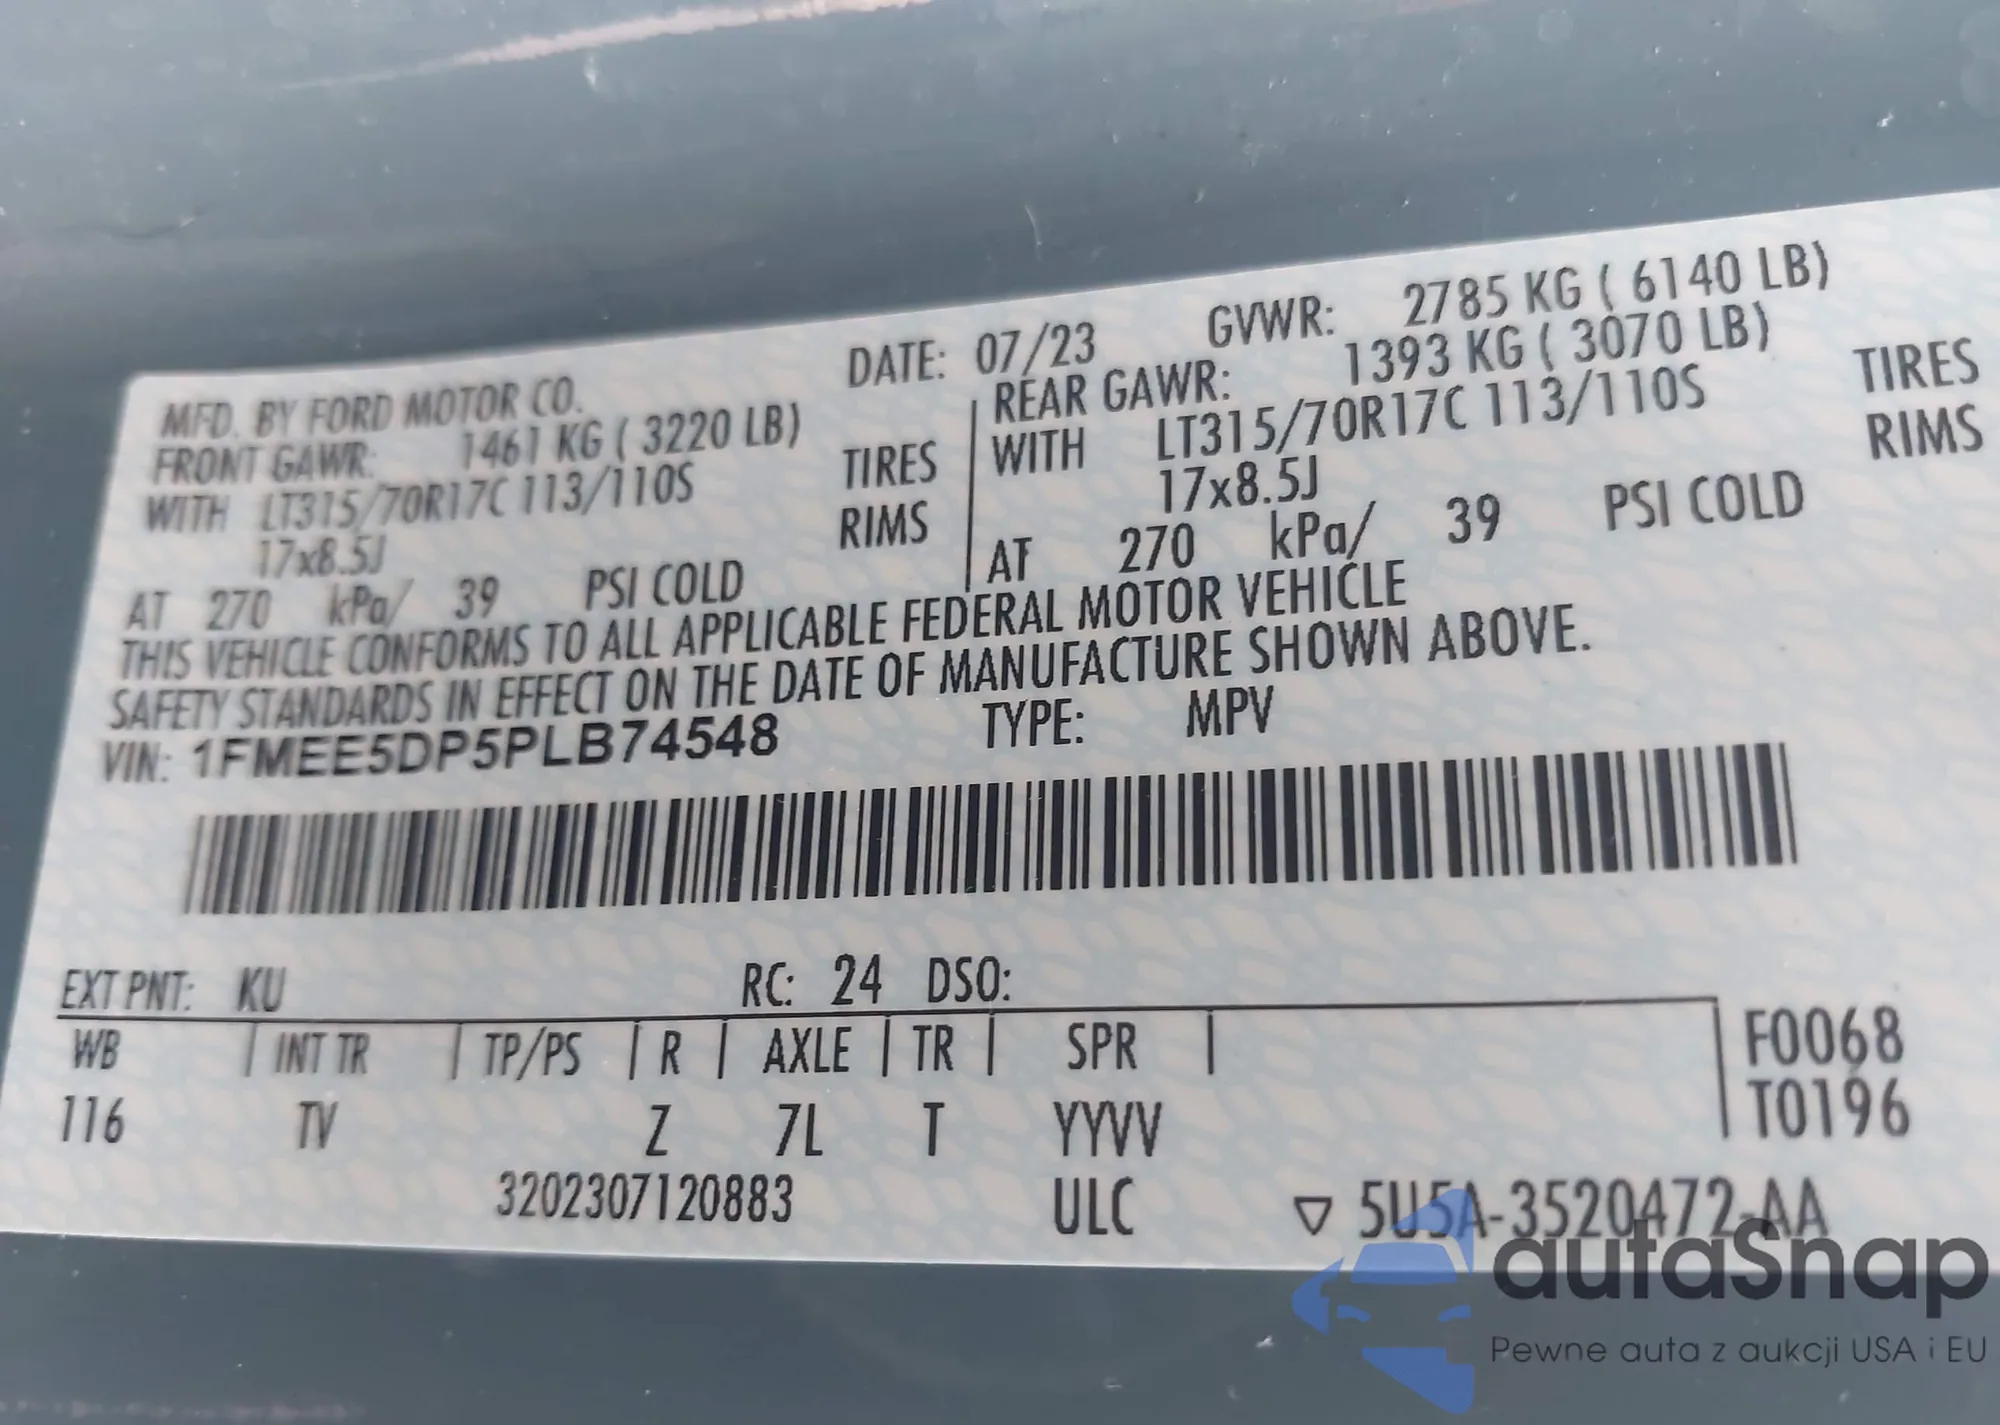 MFD. BY FORD MOTOR CO. DATE: 07/23 GVWR: 2785 KG ( 6140 LB)
FRONT GAWR: 1461 KG ( 3220 LB) REAR GAWR: 1393 KG ( 3070 LB)
WITH LT315/70R17C 113/110S TIRES WITH LT315/70R17C 113/110S TIRES
17x8.5J RIMS 17x8.5J RIMS
AT 270 kPa/ 39 PSI COLD AT 270 kPa/ 39 PSI COLD
THIS VEHICLE CONFORMS TO ALL APPLICABLE FEDERAL MOTOR VEHICLE
SAFETY STANDARDS IN EFFECT ON THE DATE OF MANUFACTURE SHOWN ABOVE.
VIN: 1FMEE5DP5PLB74548 TYPE: MPV
EXT PNT: KU RC: 24 DSO:
WB | INT TR | TP/PS | R | AXLE | TR | SPR | F0068
T0196
116 TV Z 7L T YYVV
3202307120883 ULC ▽ 5U5A-3520472-AA
autaSnap
Pewne auta z aukcji USA i EU